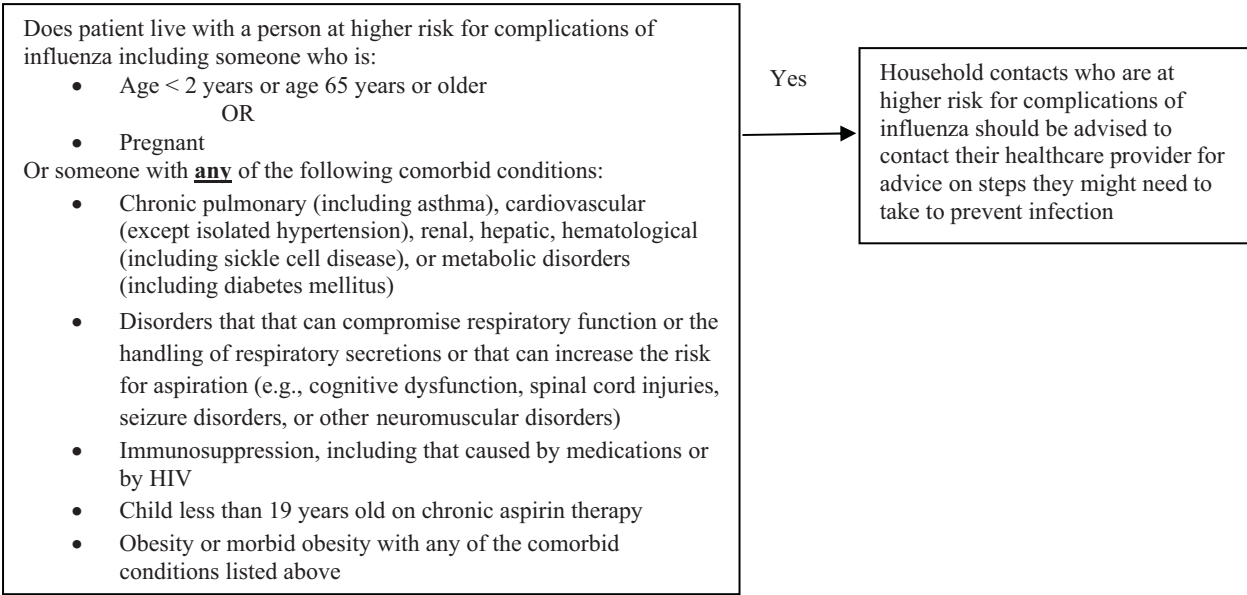 Does patient live with a person at higher risk for complications of
influenza including someone who is:
• Age < 2 years or age 65 years or older
OR
• Pregnant
Or someone with any of the following comorbid conditions:
• Chronic pulmonary (including asthma), cardiovascular
(except isolated hypertension), renal, hepatic, hematological
(including sickle cell disease), or metabolic disorders
(including diabetes mellitus)
• Disorders that that can compromise respiratory function or the
handling of respiratory secretions or that can increase the risk
for aspiration (e.g., cognitive dysfunction, spinal cord injuries,
seizure disorders, or other neuromuscular disorders)
• Immunosuppression, including that caused by medications or
by HIV
• Child less than 19 years old on chronic aspirin therapy
• Obesity or morbid obesity with any of the comorbid
conditions listed above
Yes
Household contacts who are at
higher risk for complications of
influenza should be advised to
contact their healthcare provider for
advice on steps they might need to
take to prevent infection